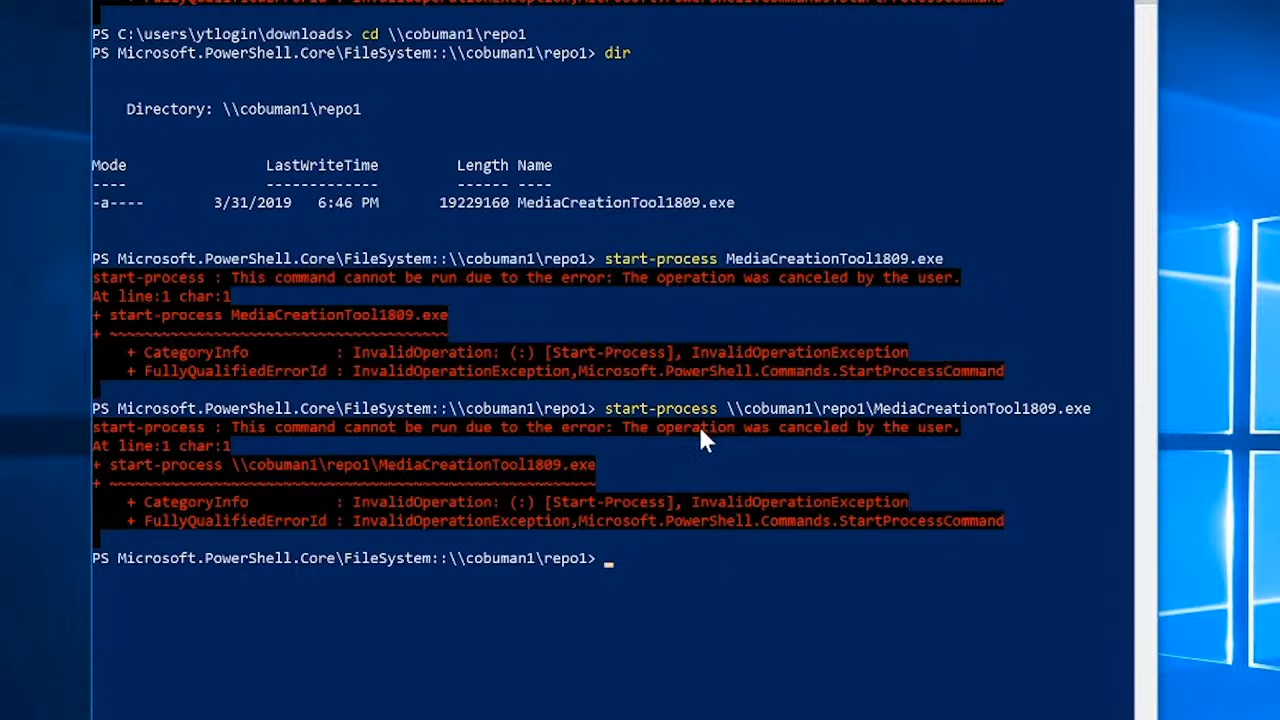 + FullyQualifiedErrorId : InvalidOperationException,Microsoft.PowerShell.Commands.StartProcessCommand
PS C:\users\ytlogin\downloads> cd \\cobuman1\repo1
PS Microsoft.PowerShell.Core\FileSystem::\\cobuman1\repo1> dir
Directory: \\cobuman1\repo1
Mode LastWriteTime Length Name
---- ------------- ------ ----
-a---- 3/31/2019 6:46 PM 19229160 MediaCreationTool1809.exe
PS Microsoft.PowerShell.Core\FileSystem::\\cobuman1\repo1> start-process MediaCreationTool1809.exe
start-process : This command cannot be run due to the error: The operation was canceled by the user.
At line:1 char:1
+ start-process MediaCreationTool1809.exe
+ ~~~~~~~~~~~~~~~~~~~~~~~~~~~~~~~~~~~~~~~
+ CategoryInfo : InvalidOperation: (:) [Start-Process], InvalidOperationException
+ FullyQualifiedErrorId : InvalidOperationException,Microsoft.PowerShell.Commands.StartProcessCommand
PS Microsoft.PowerShell.Core\FileSystem::\\cobuman1\repo1> start-process \\cobuman1\repo1\MediaCreationTool1809.exe
start-process : This command cannot be run due to the error: The operation was canceled by the user.
At line:1 char:1
+ start-process \\cobuman1\repo1\MediaCreationTool1809.exe
+ ~~~~~~~~~~~~~~~~~~~~~~~~~~~~~~~~~~~~~~~~~~~~~~~~~~~~~~~~
+ CategoryInfo : InvalidOperation: (:) [Start-Process], InvalidOperationException
+ FullyQualifiedErrorId : InvalidOperationException,Microsoft.PowerShell.Commands.StartProcessCommand
PS Microsoft.PowerShell.Core\FileSystem::\\cobuman1\repo1> _